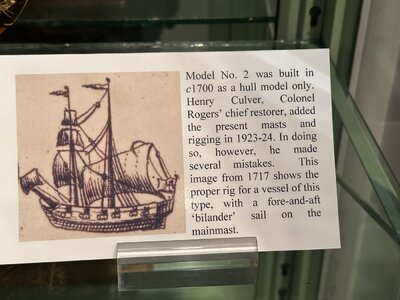 Model No. 2 was built in
c1700 as a hull model only.
Henry Culver, Colonel
Rogers' chief restorer, added
the present masts and
rigging in 1923-24. In doing
so, however, he made
several mistakes. This
image from 1717 shows the
proper rig for a vessel of this
type, with a fore-and-aft
'bilander' sail on the
mainmast.